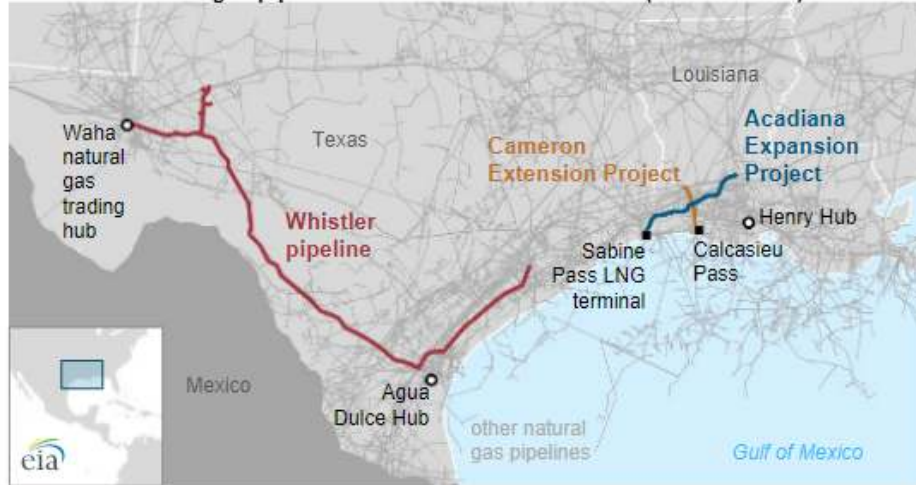 Louisiana
Waha
natural
gas
trading
hub
Texas
Cameron
Extension Project
Acadiana
Expansion
Project
Whistler
pipeline
Henry Hub
Sabine
Pass LNG
terminal
Calcasieu
Pass
Mexico
Agua
Dulce Hub
other natural
gas pipelines
Gulf of Mexico
eia